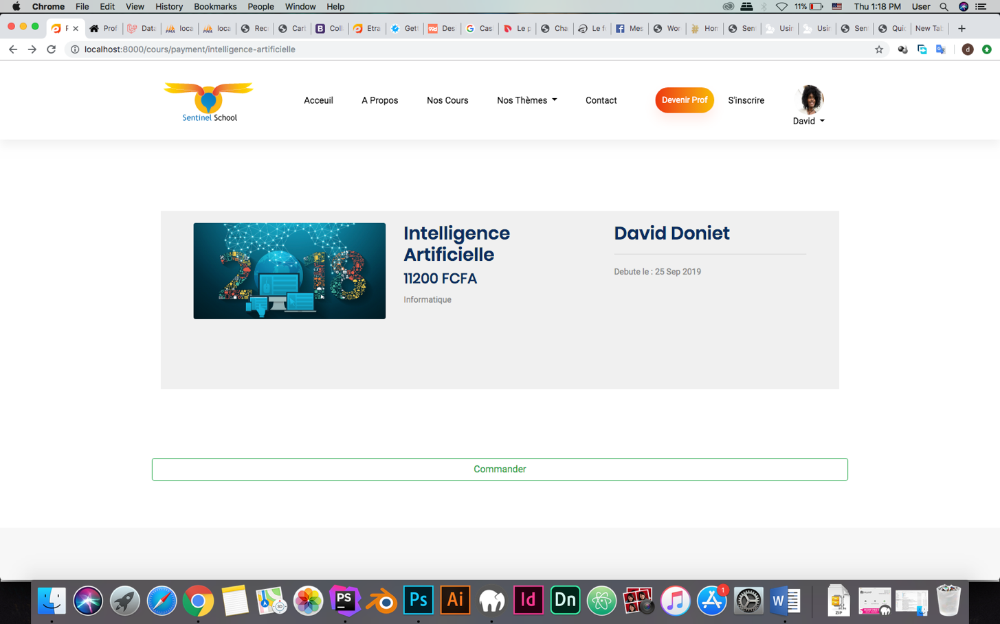 Chrome File Edit View History Bookmarks People Window Help 11% Thu 1:18 PM User
Prof Data loca loca Rec Carl B Coll Etra Gett 99d Des G Cas Le p Cha Le f Mes Wor Hon Sen Usir Usir Sen Quic New Tab
localhost:8000/cours/payment/intelligence-artificielle d
Sentinel School
Acceuil A Propos Nos Cours Nos Thèmes Contact Devenir Prof S'inscrire
David
2018
Intelligence
Artificielle
11200 FCFA
Informatique
David Doniet
Debute le : 25 Sep 2019
Commander
PS Ps Ai Id Dn 1 W ZIP